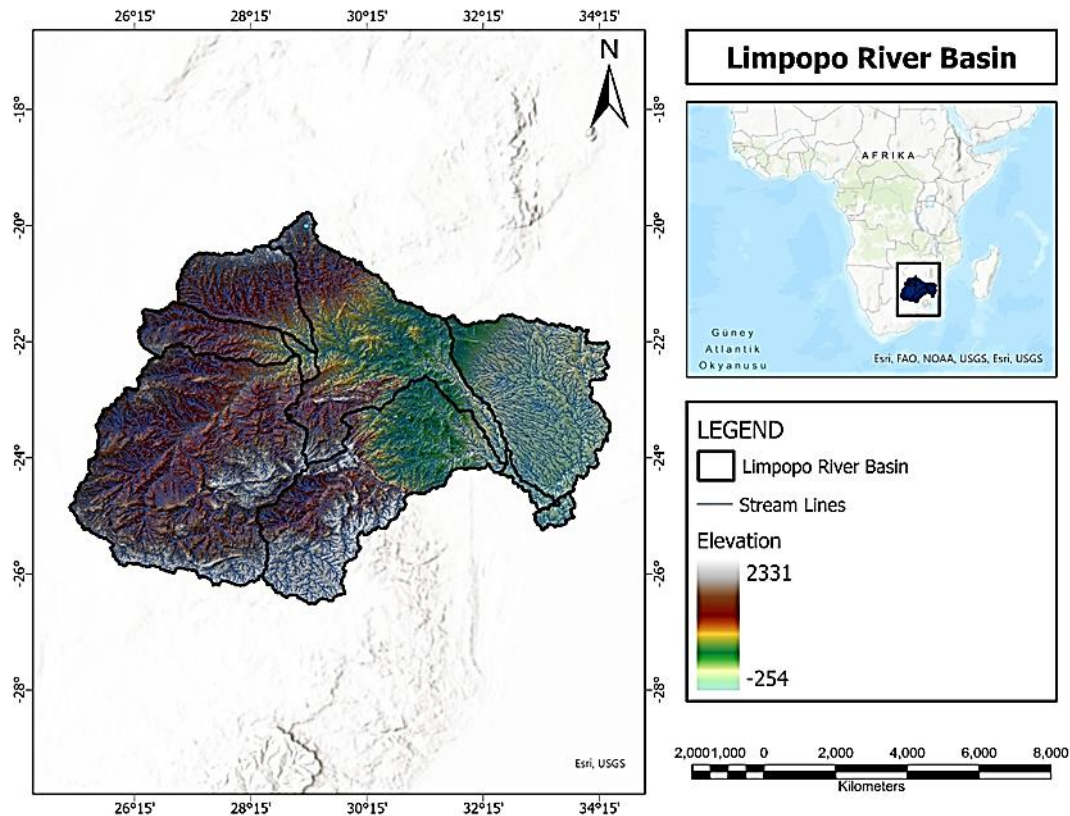 26°15' 28°15' 30°15' 32°15' 34°15'
N
-18°
-20°
-22°
-24°
-26°
-28°
-18°
-20°
-22°
-24°
-26°
-28°
Esri, USGS
26°15' 28°15' 30°15' 32°15' 34°15'
Limpopo River Basin
AFRIKA
Güney
Atlantik
Okyanusu
Esri, FAO, NOAA, USGS, Esri, USGS
LEGEND
Limpopo River Basin
Stream Lines
Elevation
2331
-254
2,0001,000 0 2,000 4,000 6,000 8,000
Kilometers